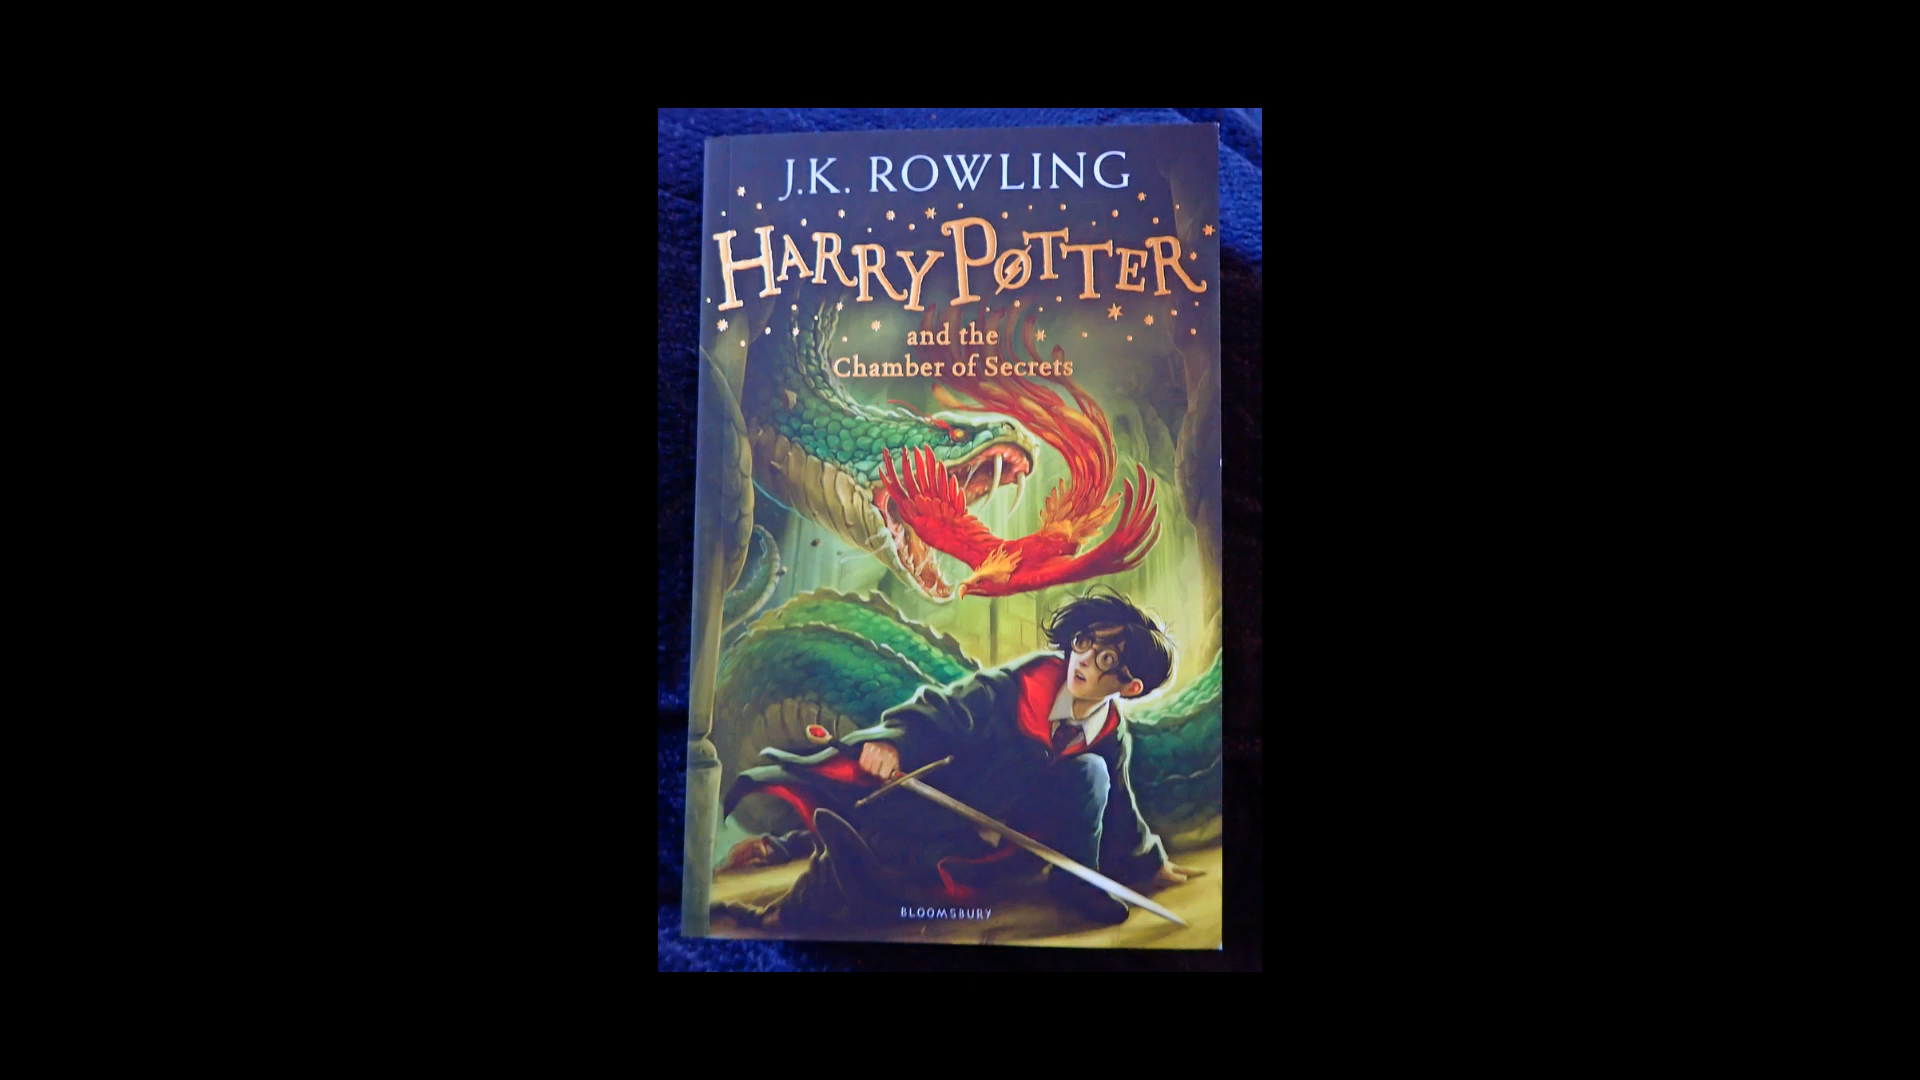 J.K. ROWLING
HARRY POTTER
and the
Chamber of Secrets
BLOOMSBURY